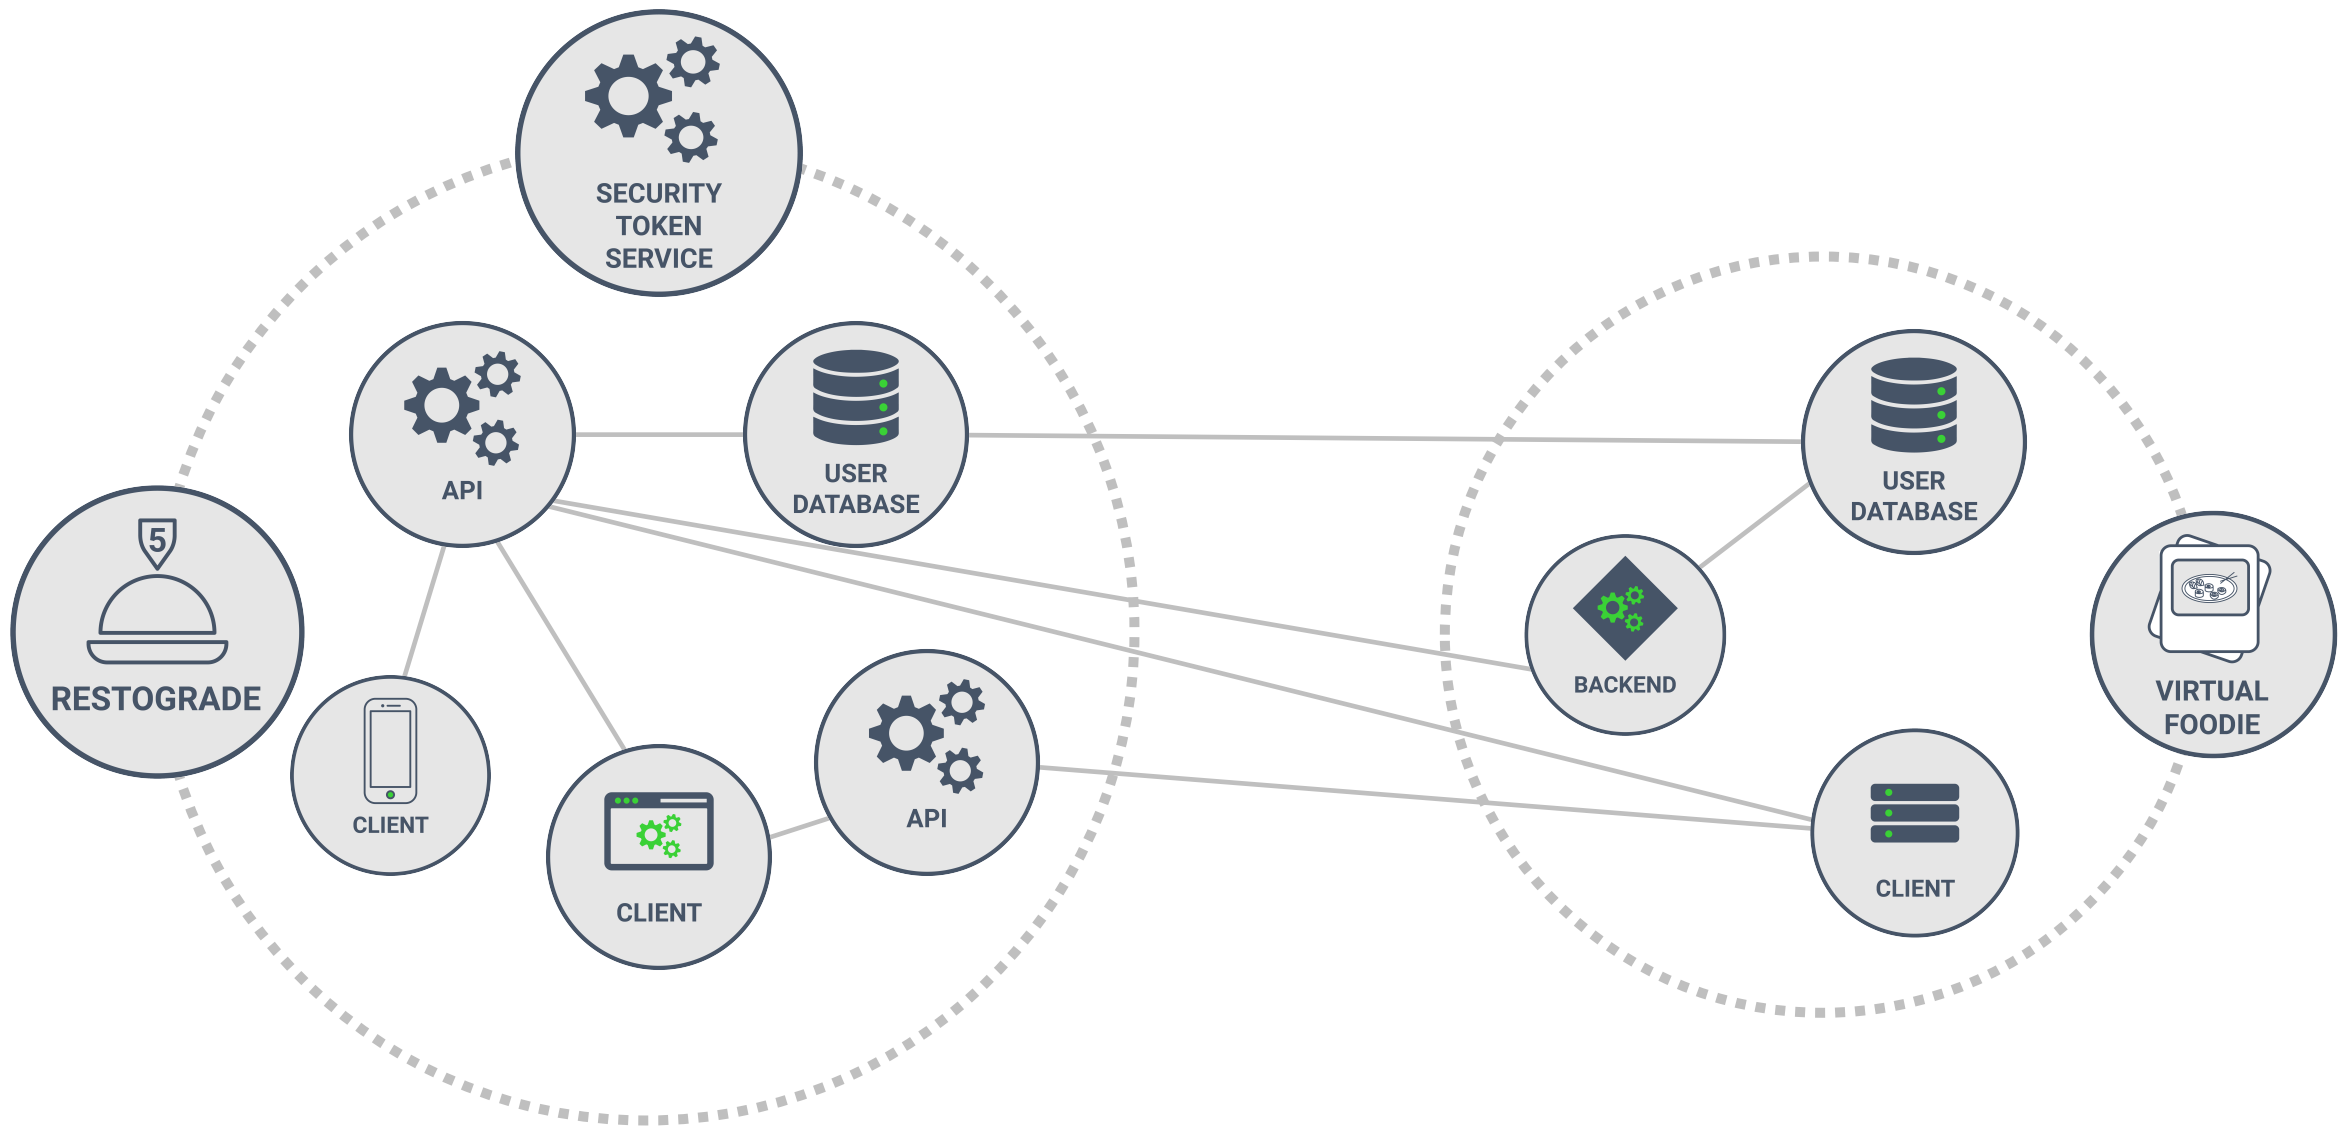 SECURITY
TOKEN
SERVICE
API
USER
DATABASE
USER
DATABASE
5
RESTOGRADE
BACKEND
VIRTUAL
FOODIE
CLIENT
API
CLIENT
CLIENT